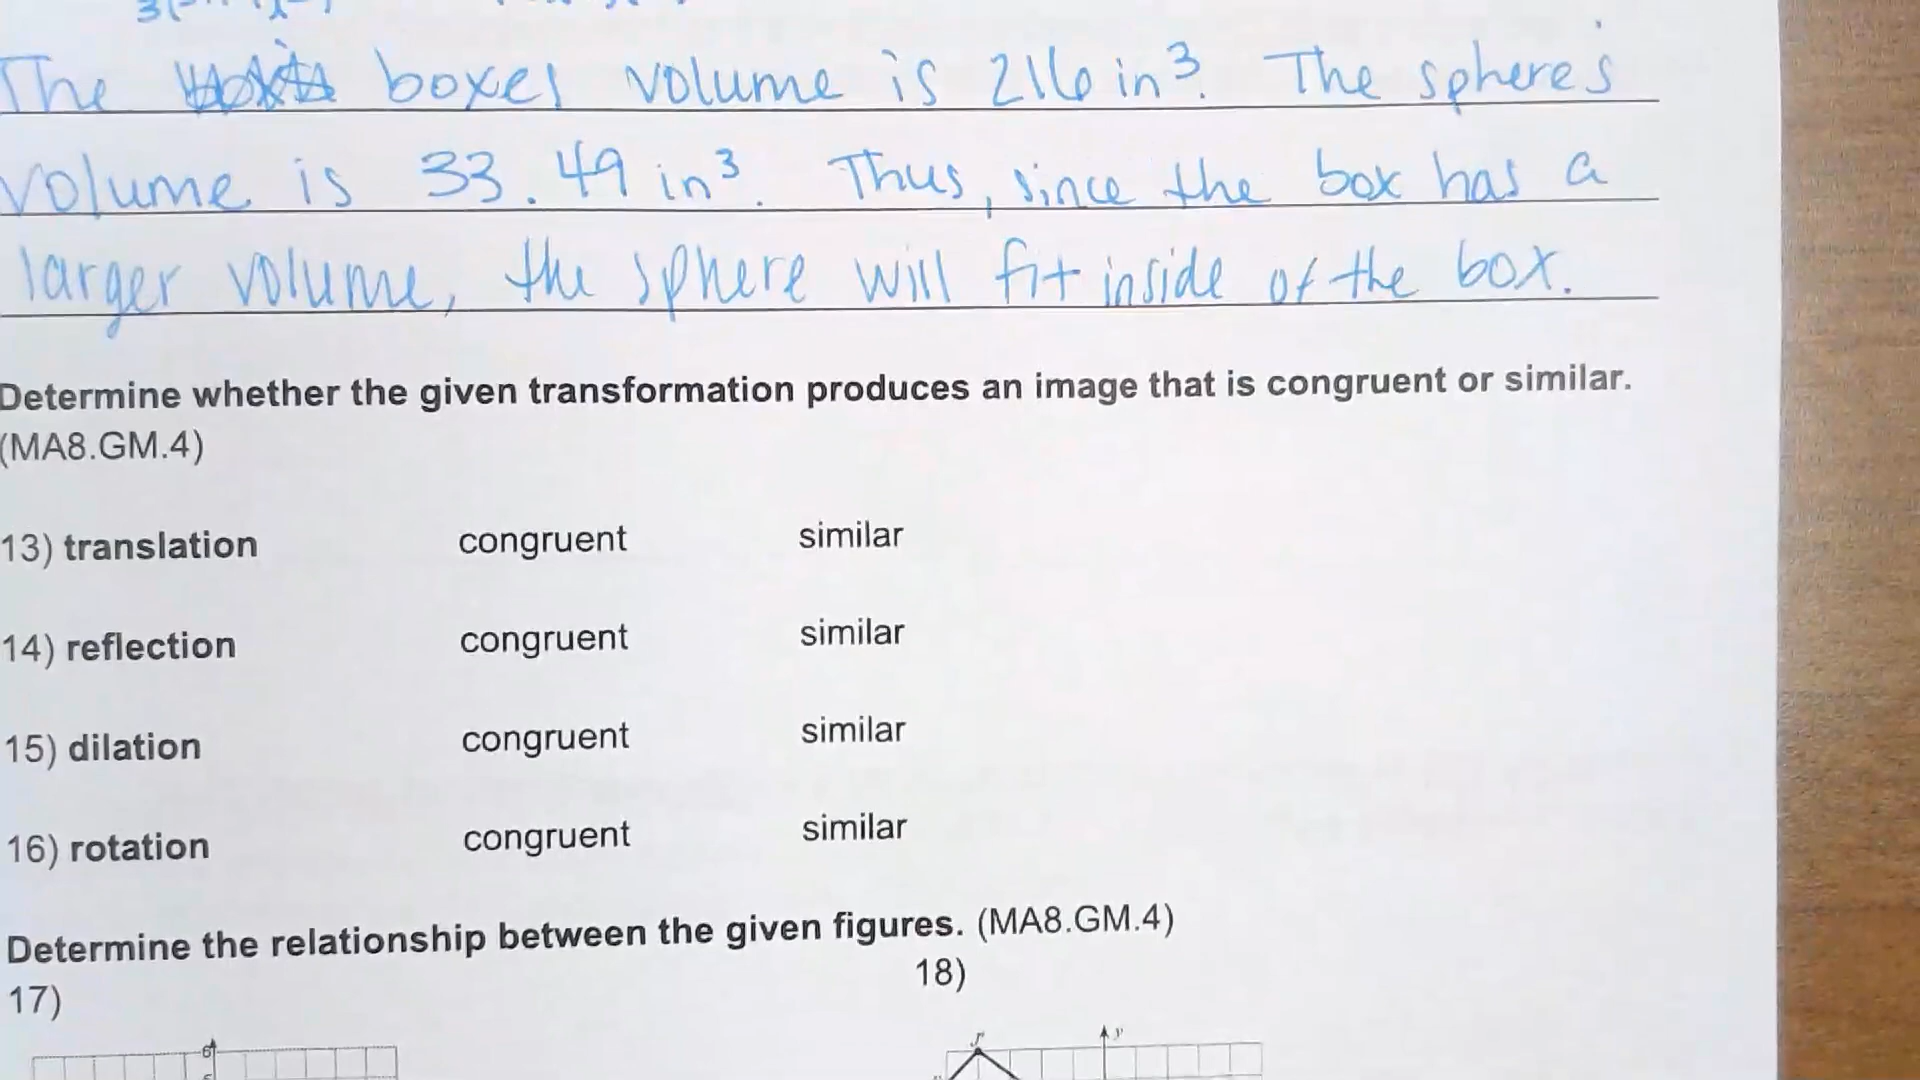 The boxes volume is 216 in³. The sphere's
volume is 33.49 in³. Thus, since the box has a
larger volume, the sphere will fit inside of the box.
Determine whether the given transformation produces an image that is congruent or similar.
(MA8.GM.4)
13) translation congruent similar
14) reflection congruent similar
15) dilation congruent similar
16) rotation congruent similar
Determine the relationship between the given figures. (MA8.GM.4)
17) 18)
6 J y